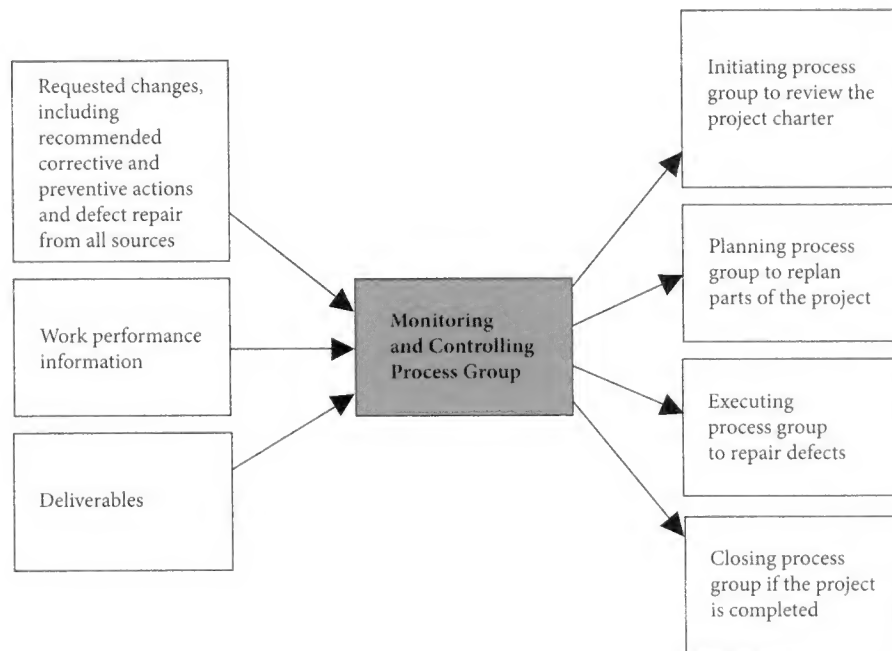 Requested changes,
including
recommended
corrective and
preventive actions
and defect repair
from all sources
Work performance
information
Deliverables
Monitoring
and Controlling
Process Group
Initiating process
group to review the
project charter
Planning process
group to replan
parts of the project
Executing
process group
to repair defects
Closing process
group if the project
is completed